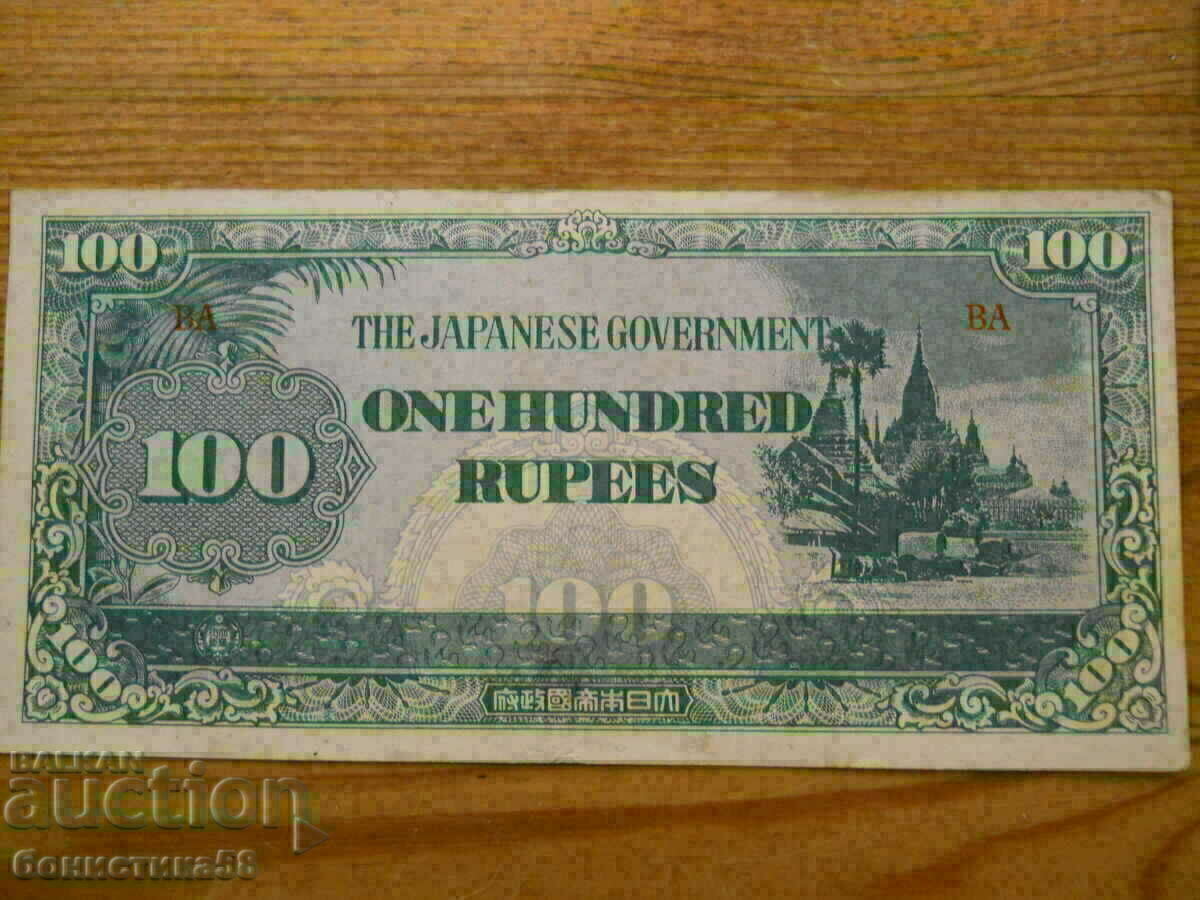 100 100
BA BA
THE JAPANESE GOVERNMENT
ONE HUNDRED
100
RUPEES
100
100 100
府政國帝本日大
BALKAN
auction
бонистика58